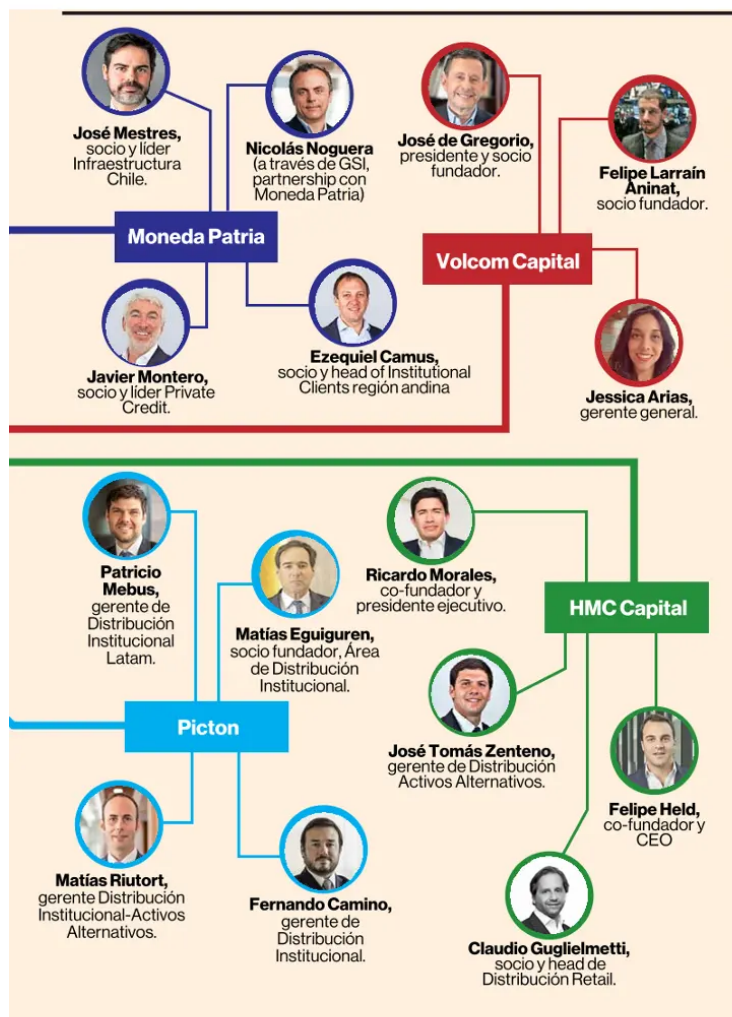 José Mestres,
socio y líder
Infraestructura
Chile.
Nicolás Noguera
(a través de GSI,
partnership con
Moneda Patria)
Moneda Patria
Javier Montero,
socio y líder Private
Credit.
Ezequiel Camus,
socio y head of Institutional
Clients región andina
José de Gregorio,
presidente y socio
fundador.
Felipe Larraín
Aninat,
socio fundador.
Volcom Capital
Jessica Arias,
gerente general.
Patricio
Mebus,
gerente de
Distribución
Institucional
Latam.
Matías Eguiguren,
socio fundador, Área
de Distribución
Institucional.
Picton
Matías Riutort,
gerente Distribución
Institucional-Activos
Alternativos.
Fernando Camino,
gerente de
Distribución
Institucional.
Ricardo Morales,
co-fundador y
presidente ejecutivo.
HMC Capital
José Tomás Zenteno,
gerente de Distribución
Activos Alternativos.
Felipe Held,
co-fundador y
CEO
Claudio Guglielmetti,
socio y head de
Distribución Retail.